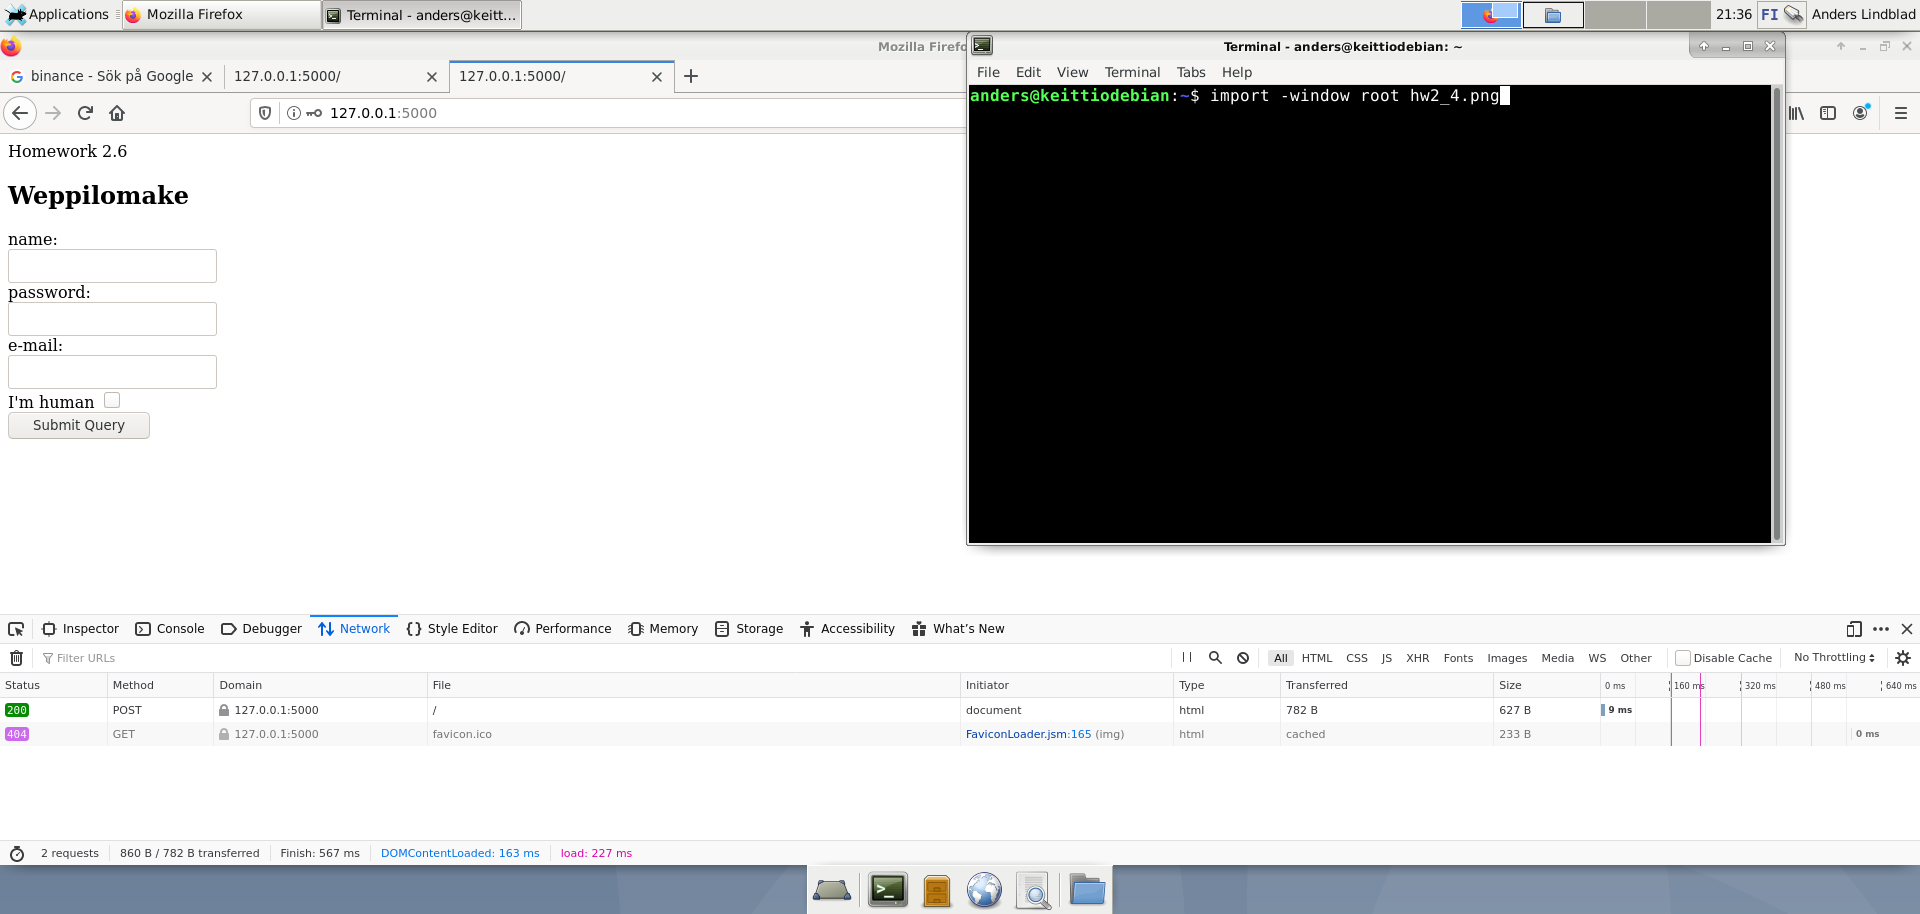 Applications
Mozilla Firefox
Terminal - anders@keitt...
21:36
FI
Anders Lindblad
Mozilla Firefo
Terminal - anders@keittiodebian: ~
binance - Sök på Google
127.0.0.1:5000/
127.0.0.1:5000/
File Edit View Terminal Tabs Help
127.0.0.1:5000
anders@keittiodebian:~$ import -window root hw2_4.png
Homework 2.6
Weppilomake
name:
password:
e-mail:
I'm human
Submit Query
Inspector Console Debugger Network Style Editor Performance Memory Storage Accessibility What's New
Filter URLs All HTML CSS JS XHR Fonts Images Media WS Other Disable Cache No Throttling
Status Method Domain File Initiator Type Transferred Size 0 ms 160 ms 320 ms 480 ms 640 ms
200 POST 127.0.0.1:5000 / document html 782 B 627 B 9 ms
404 GET 127.0.0.1:5000 favicon.ico FaviconLoader.jsm:165 (img) html cached 233 B 0 ms
2 requests 860 B / 782 B transferred Finish: 567 ms DOMContentLoaded: 163 ms load: 227 ms